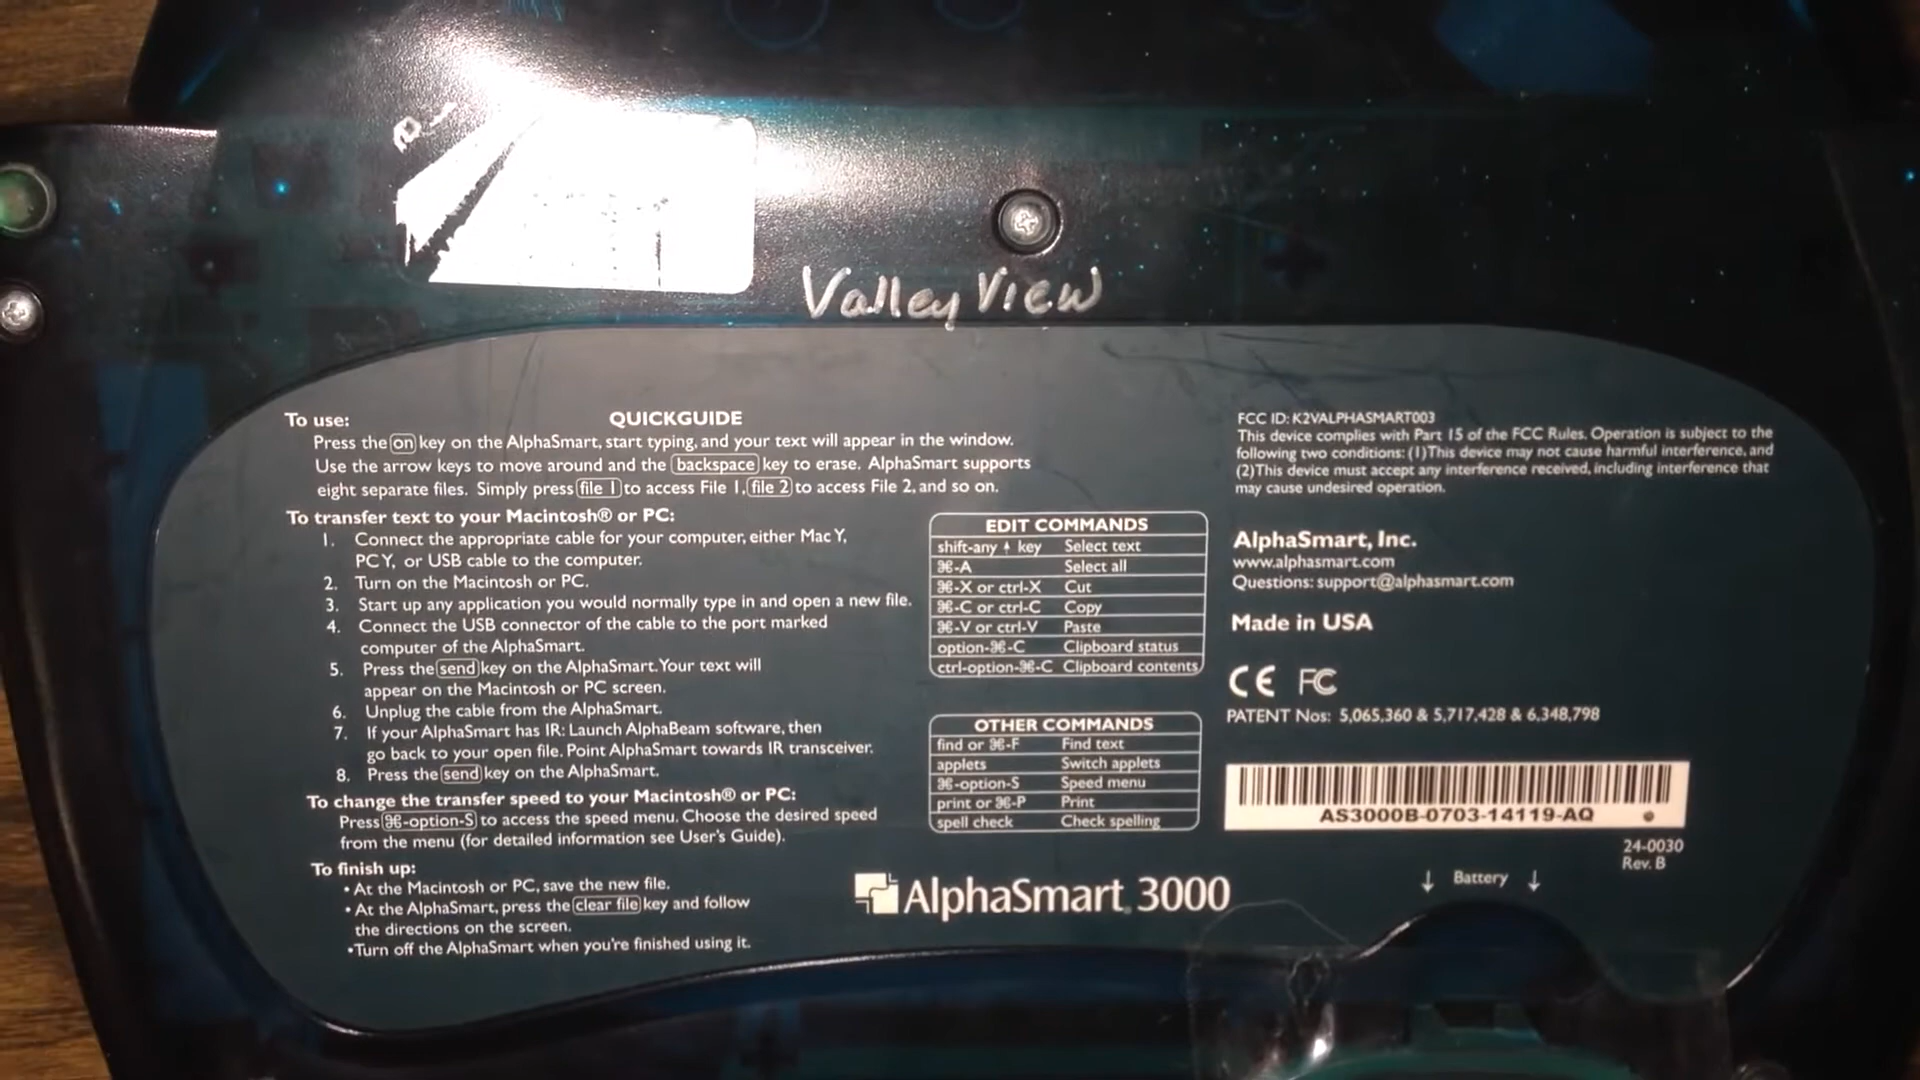 Valley View
QUICKGUIDE
To use:
Press the on key on the AlphaSmart, start typing, and your text will appear in the window.
Use the arrow keys to move around and the backspace key to erase. AlphaSmart supports
eight separate files. Simply press file 1 to access File 1, file 2 to access File 2, and so on.
To transfer text to your Macintosh® or PC:
1. Connect the appropriate cable for your computer, either Mac Y,
PC Y, or USB cable to the computer.
2. Turn on the Macintosh or PC.
3. Start up any application you would normally type in and open a new file.
4. Connect the USB connector of the cable to the port marked
computer of the AlphaSmart.
5. Press the send key on the AlphaSmart. Your text will
appear on the Macintosh or PC screen.
6. Unplug the cable from the AlphaSmart.
7. If your AlphaSmart has IR: Launch AlphaBeam software, then
go back to your open file. Point AlphaSmart towards IR transceiver.
8. Press the send key on the AlphaSmart.
To change the transfer speed to your Macintosh® or PC:
Press ⌘-option-S to access the speed menu. Choose the desired speed
from the menu (for detailed information see User's Guide).
To finish up:
• At the Macintosh or PC, save the new file.
• At the AlphaSmart, press the clear file key and follow
the directions on the screen.
•Turn off the AlphaSmart when you're finished using it.
EDIT COMMANDS
shift-any ↑ key Select text
⌘-A Select all
⌘-X or ctrl-X Cut
⌘-C or ctrl-C Copy
⌘-V or ctrl-V Paste
option-⌘-C Clipboard status
ctrl-option-⌘-C Clipboard contents
OTHER COMMANDS
find or ⌘-F Find text
applets Switch applets
⌘-option-S Speed menu
print or ⌘-P Print
spell check Check spelling
AlphaSmart 3000
FCC ID: K2VALPHASMART003
This device complies with Part 15 of the FCC Rules. Operation is subject to the
following two conditions: (1)This device may not cause harmful interference, and
(2)This device must accept any interference received, including interference that
may cause undesired operation.
AlphaSmart, Inc.
www.alphasmart.com
Questions: support@alphasmart.com
Made in USA
CE FC
PATENT Nos: 5,065,360 & 5,717,428 & 6,348,798
AS3000B-0703-14119-AQ
24-0030
Rev. B
↓ Battery ↓